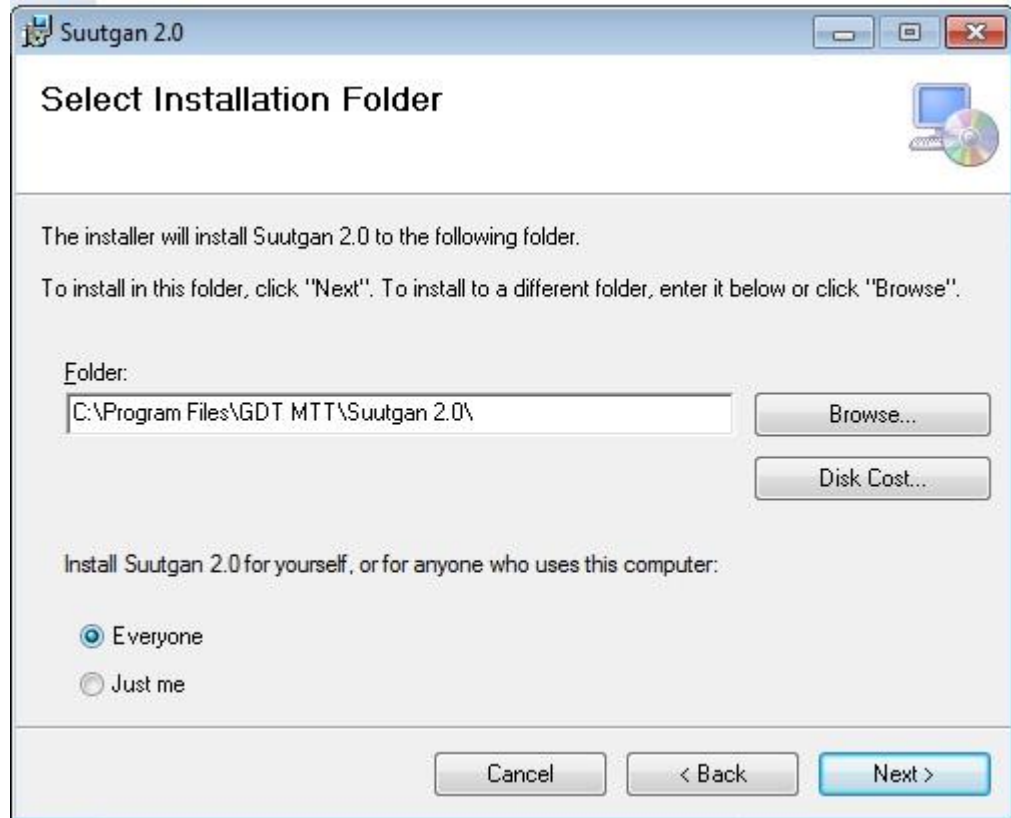 Suutgan 2.0
Select Installation Folder
The installer will install Suutgan 2.0 to the following folder.
To install in this folder, click "Next". To install to a different folder, enter it below or click "Browse".
Folder:
C:\Program Files\GDT MTT\Suutgan 2.0\
Browse...
Disk Cost...
Install Suutgan 2.0 for yourself, or for anyone who uses this computer:
Everyone
Just me
Cancel
< Back
Next >